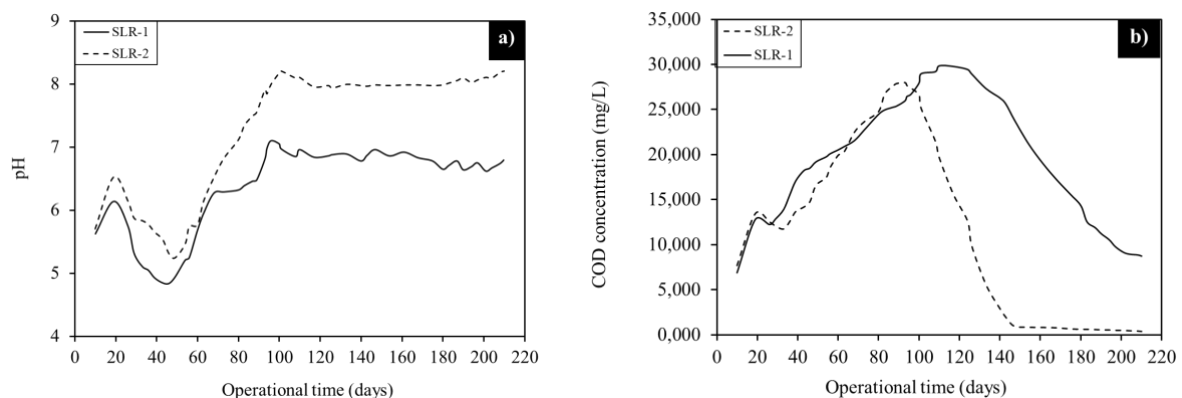 9
8
7
6
5
4
pH
SLR-1
SLR-2
a)
0 20 40 60 80 100 120 140 160 180 200 220
Operational time (days)
35,000
30,000
25,000
20,000
15,000
10,000
5,000
0,000
COD concentration (mg/L)
SLR-2
SLR-1
b)
0 20 40 60 80 100 120 140 160 180 200 220
Operational time (days)